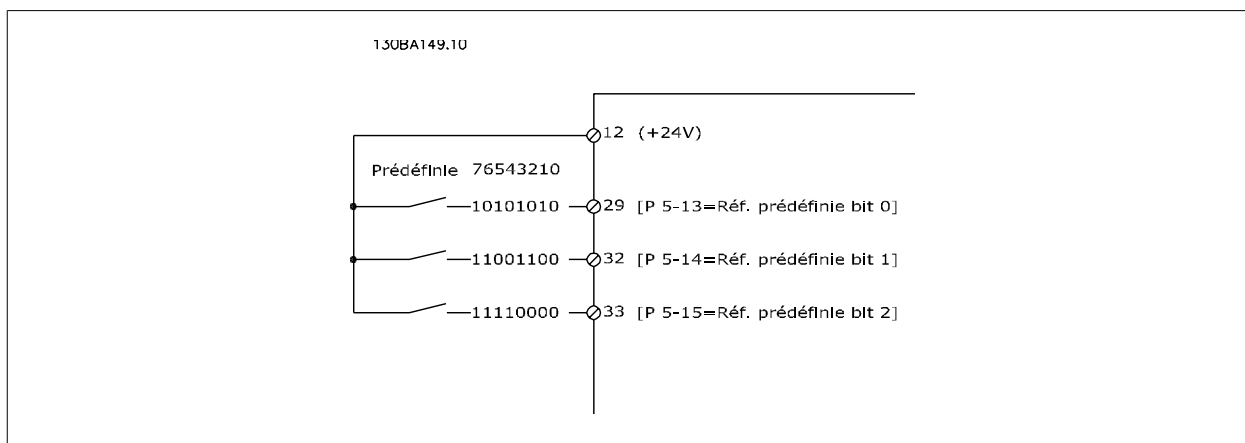 130BA149.10
12 (+24V)
Prédéfinie 76543210
10101010 29 [P 5-13=Réf. prédéfinie bit 0]
11001100 32 [P 5-14=Réf. prédéfinie bit 1]
11110000 33 [P 5-15=Réf. prédéfinie bit 2]